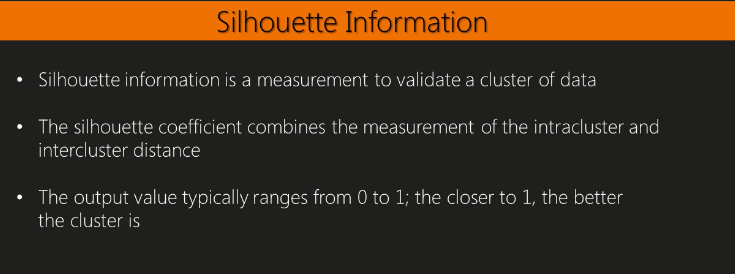 Silhouette Information
• Silhouette information is a measurement to validate a cluster of data
• The silhouette coefficient combines the measurement of the intracluster and
intercluster distance
• The output value typically ranges from 0 to 1; the closer to 1, the better
the cluster is